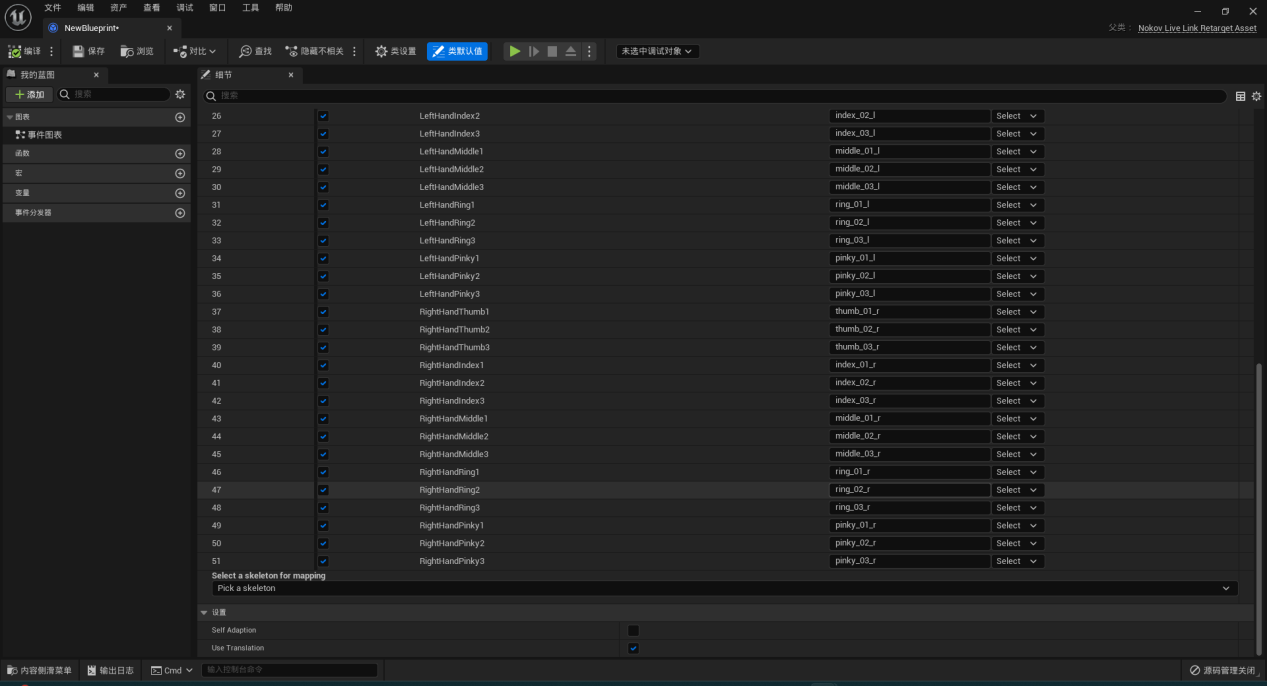 文件 编辑 资产 查看 调试 窗口 工具 帮助
NewBlueprint•
父类： Nokov Live Link Retarget Asset
编译 保存 浏览 对比 查找 隐藏不相关 类设置 类默认值 未选中调试对象
我的蓝图 细节
添加 搜索 搜索
图表
事件图表
函数
宏
变量
事件分发器
26 LeftHandIndex2 index_02_l Select
27 LeftHandIndex3 index_03_l Select
28 LeftHandMiddle1 middle_01_l Select
29 LeftHandMiddle2 middle_02_l Select
30 LeftHandMiddle3 middle_03_l Select
31 LeftHandRing1 ring_01_l Select
32 LeftHandRing2 ring_02_l Select
33 LeftHandRing3 ring_03_l Select
34 LeftHandPinky1 pinky_01_l Select
35 LeftHandPinky2 pinky_02_l Select
36 LeftHandPinky3 pinky_03_l Select
37 RightHandThumb1 thumb_01_r Select
38 RightHandThumb2 thumb_02_r Select
39 RightHandThumb3 thumb_03_r Select
40 RightHandIndex1 index_01_r Select
41 RightHandIndex2 index_02_r Select
42 RightHandIndex3 index_03_r Select
43 RightHandMiddle1 middle_01_r Select
44 RightHandMiddle2 middle_02_r Select
45 RightHandMiddle3 middle_03_r Select
46 RightHandRing1 ring_01_r Select
47 RightHandRing2 ring_02_r Select
48 RightHandRing3 ring_03_r Select
49 RightHandPinky1 pinky_01_r Select
50 RightHandPinky2 pinky_02_r Select
51 RightHandPinky3 pinky_03_r Select
Select a skeleton for mapping
Pick a skeleton
设置
Self Adaption
Use Translation
内容侧滑菜单 输出日志 Cmd 输入控制台命令 源码管理关闭